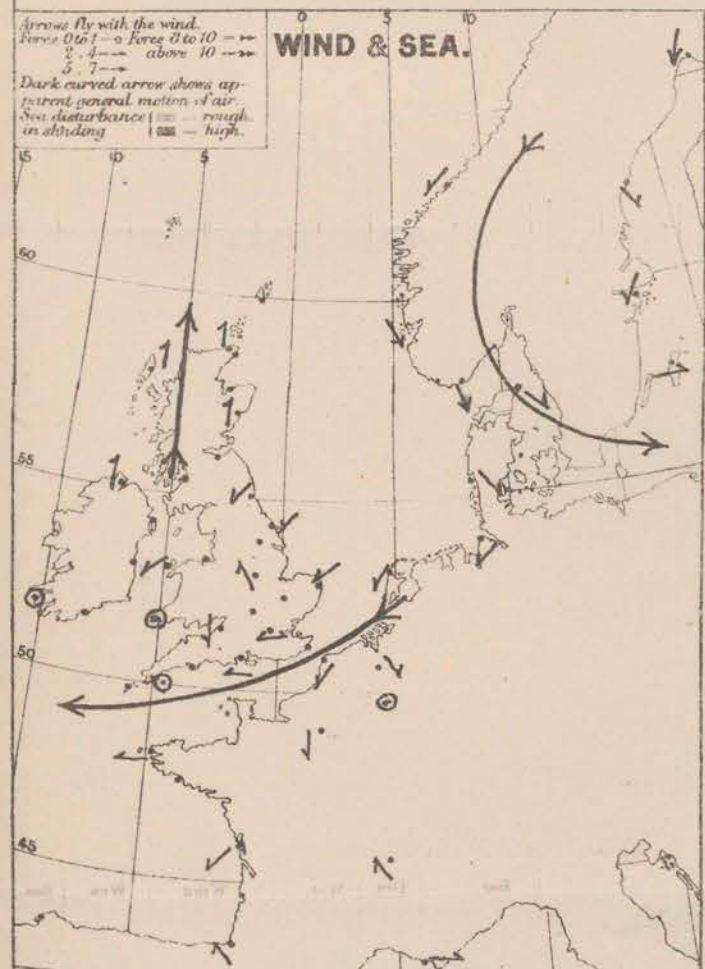 0 5 10
Arrows fly with the wind.
Force 0 to 1 — o Force 8 to 10 —
2 . 4 — above 10 —
5 . 7 —
WIND & SEA.
Dark curved arrow shows ap-
parent general motion of air.
Sea disturbance — rough.
in shading — high.
15 10 5
60
55
50
45